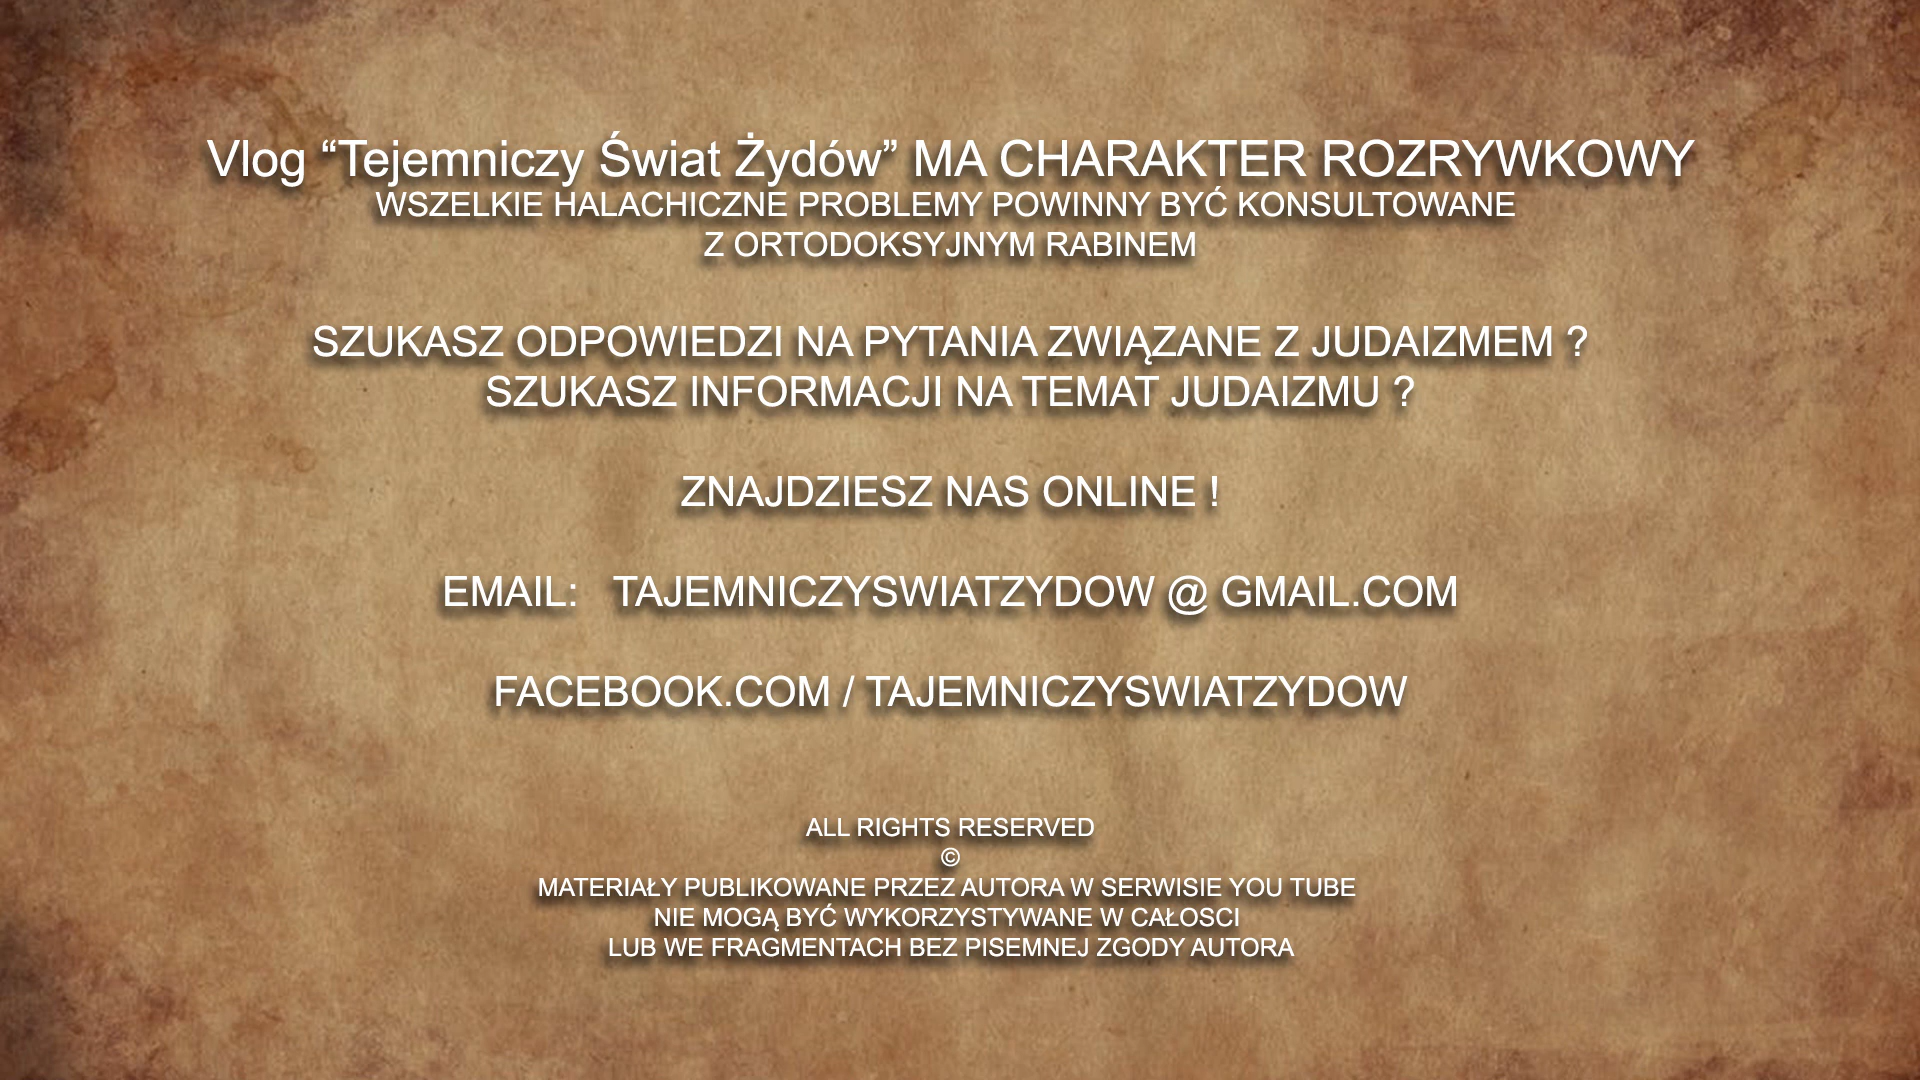 Vlog “Tejemniczy Świat Żydów” MA CHARAKTER ROZRYWKOWY
WSZELKIE HALACHICZNE PROBLEMY POWINNY BYĆ KONSULTOWANE
Z ORTODOKSYJNYM RABINEM
SZUKASZ ODPOWIEDZI NA PYTANIA ZWIĄZANE Z JUDAIZMEM ?
SZUKASZ INFORMACJI NA TEMAT JUDAIZMU ?
ZNAJDZIESZ NAS ONLINE !
EMAIL: TAJEMNICZYSWIATZYDOW @ GMAIL.COM
FACEBOOK.COM / TAJEMNICZYSWIATZYDOW
ALL RIGHTS RESERVED
©
MATERIAŁY PUBLIKOWANE PRZEZ AUTORA W SERWISIE YOU TUBE
NIE MOGĄ BYĆ WYKORZYSTYWANE W CAŁOSCI
LUB WE FRAGMENTACH BEZ PISEMNEJ ZGODY AUTORA